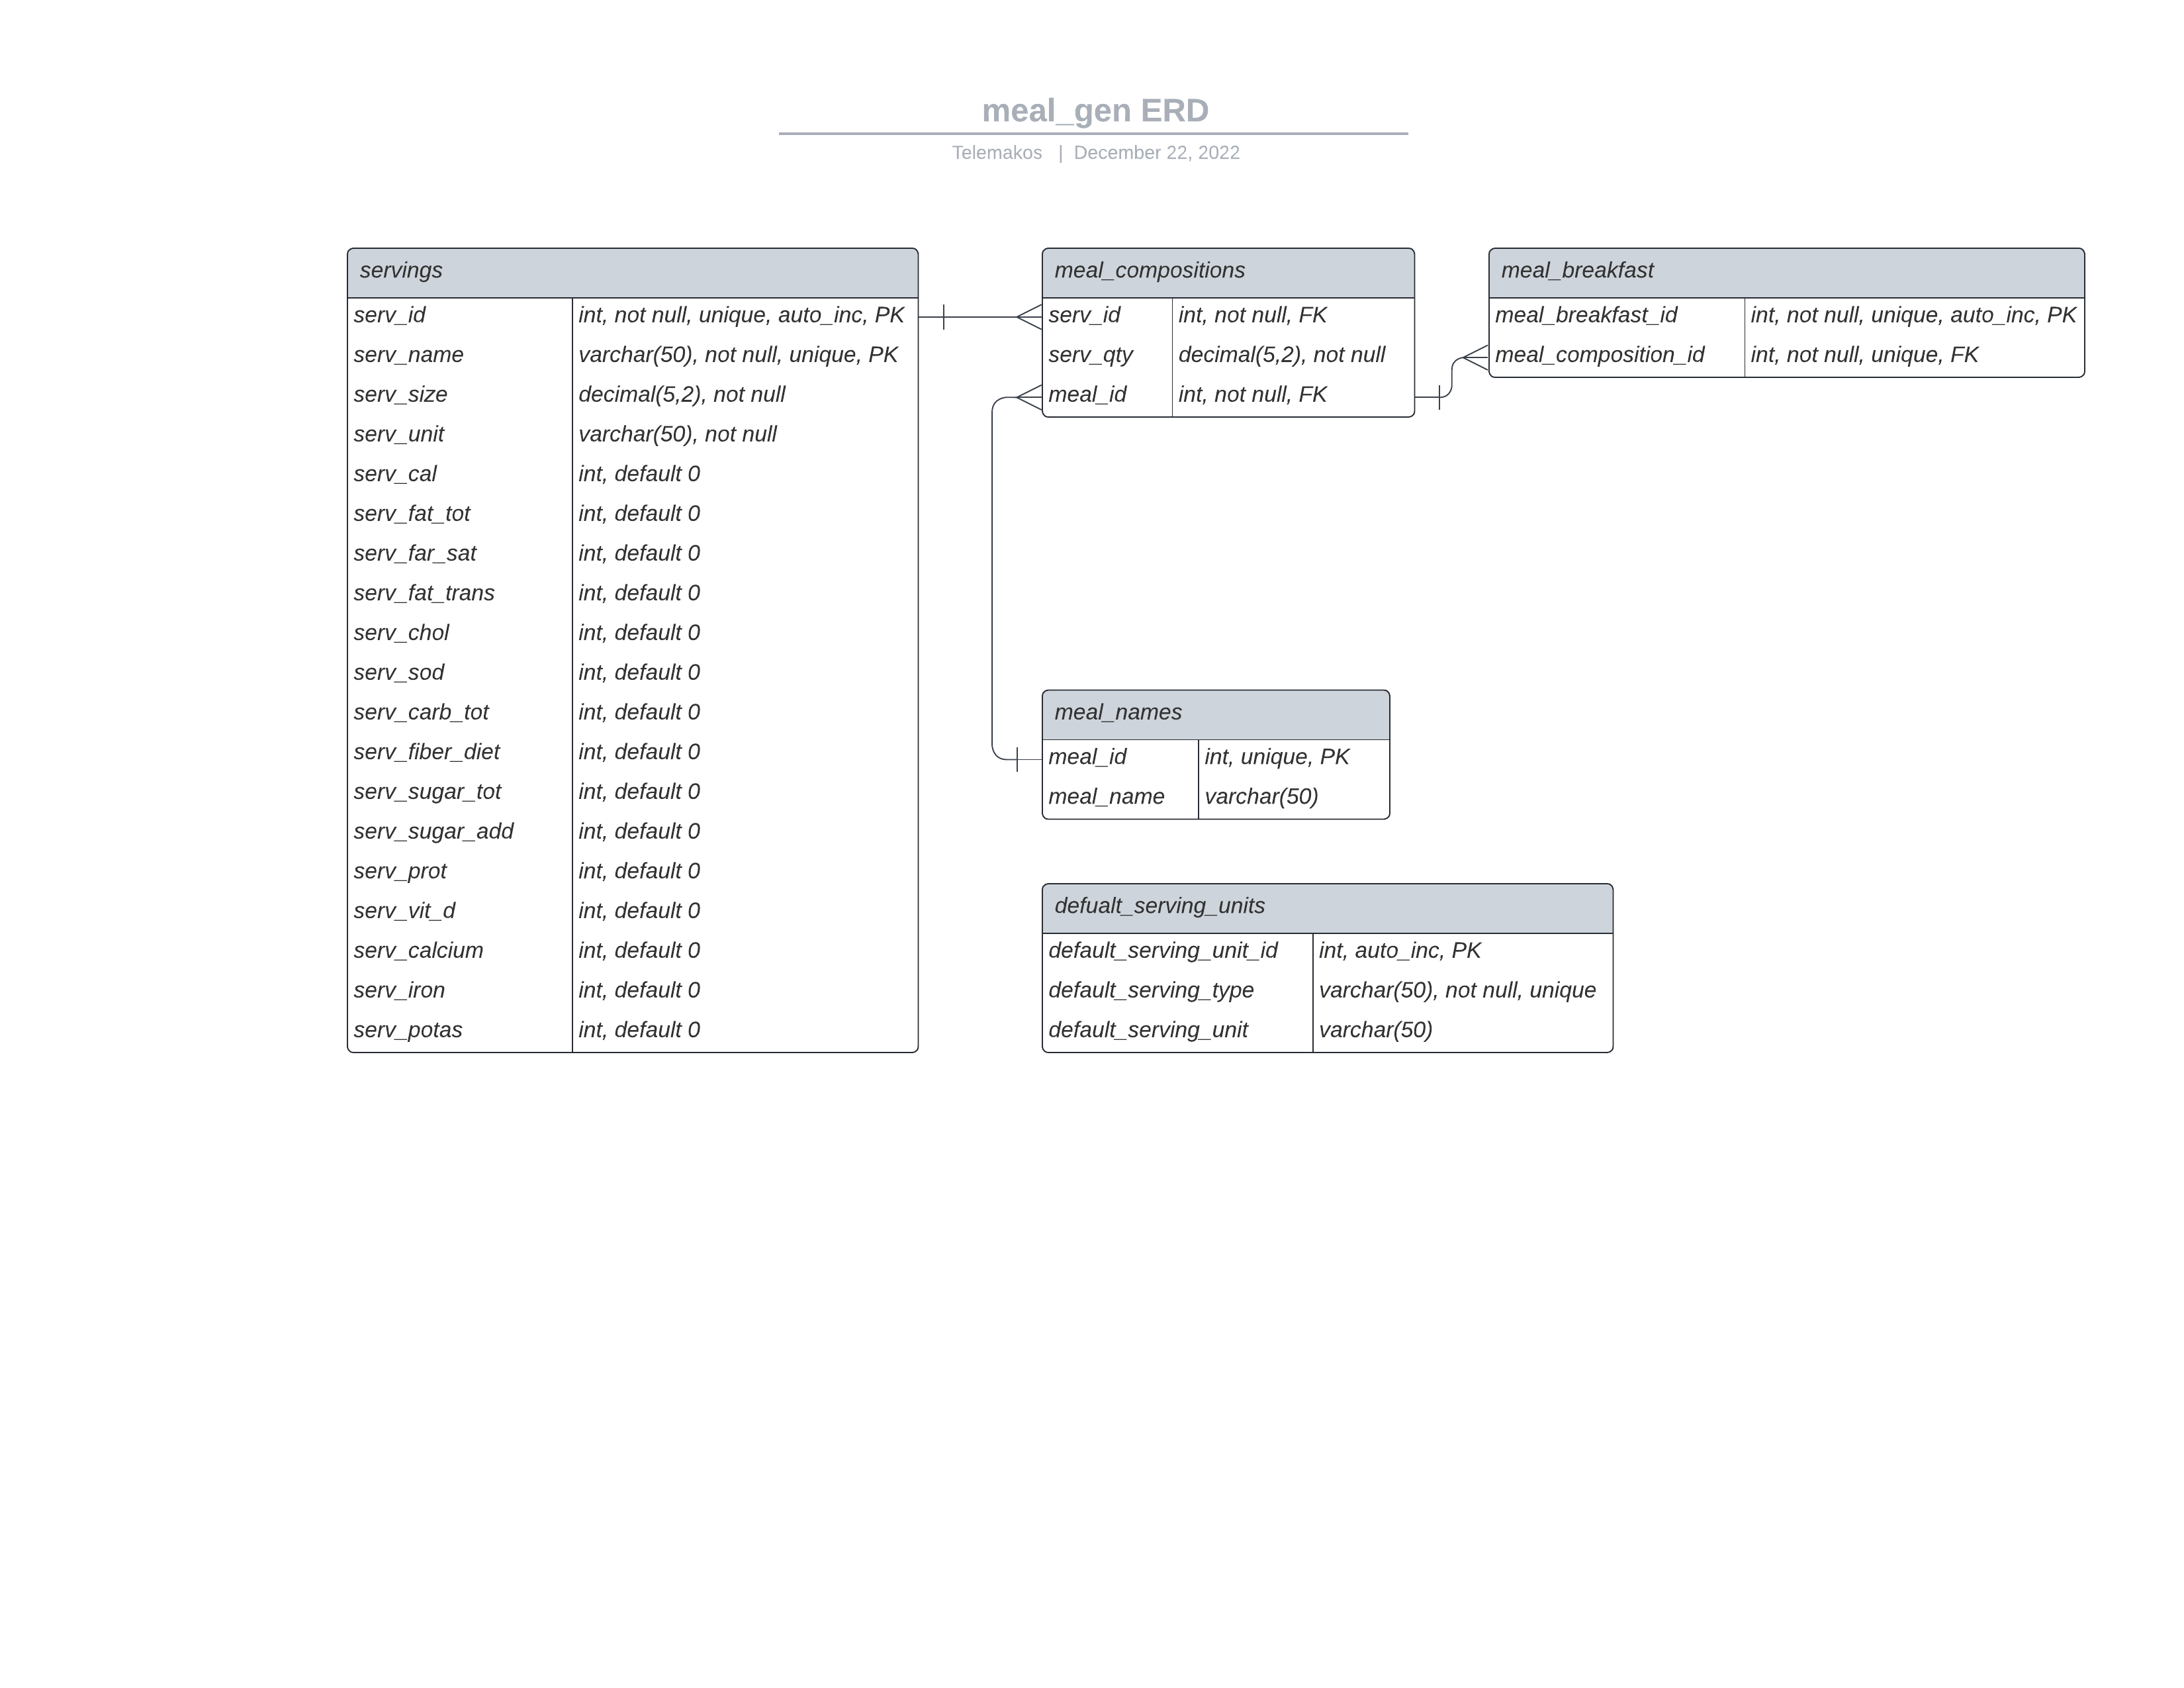 meal_gen ERD
Telemakos | December 22, 2022
servings
serv_id int, not null, unique, auto_inc, PK
serv_name varchar(50), not null, unique, PK
serv_size decimal(5,2), not null
serv_unit varchar(50), not null
serv_cal int, default 0
serv_fat_tot int, default 0
serv_far_sat int, default 0
serv_fat_trans int, default 0
serv_chol int, default 0
serv_sod int, default 0
serv_carb_tot int, default 0
serv_fiber_diet int, default 0
serv_sugar_tot int, default 0
serv_sugar_add int, default 0
serv_prot int, default 0
serv_vit_d int, default 0
serv_calcium int, default 0
serv_iron int, default 0
serv_potas int, default 0
meal_compositions
serv_id int, not null, FK
serv_qty decimal(5,2), not null
meal_id int, not null, FK
meal_breakfast
meal_breakfast_id int, not null, unique, auto_inc, PK
meal_composition_id int, not null, unique, FK
meal_names
meal_id int, unique, PK
meal_name varchar(50)
defualt_serving_units
default_serving_unit_id int, auto_inc, PK
default_serving_type varchar(50), not null, unique
default_serving_unit varchar(50)